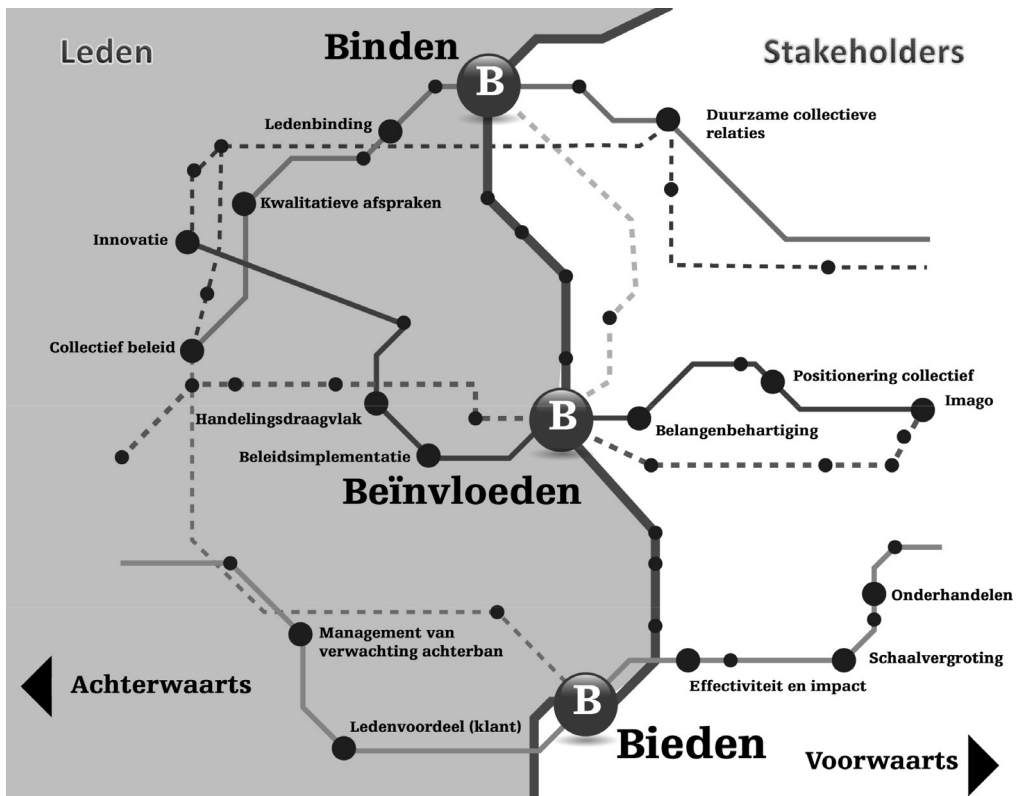 Leden
Binden
Stakeholders
B
Ledenbinding
Duurzame collectieve
relaties
Kwalitatieve afspraken
Innovatie
Collectief beleid
Positionering collectief
Imago
Handelingsdraagvlak
B
Belangenbehartiging
Beleidsimplementatie
Beïnvloeden
Onderhandelen
Management van
verwachting achterban
Schaalvergroting
Achterwaarts
Effectiviteit en impact
B
Ledenvoordeel (klant)
Bieden
Voorwaarts